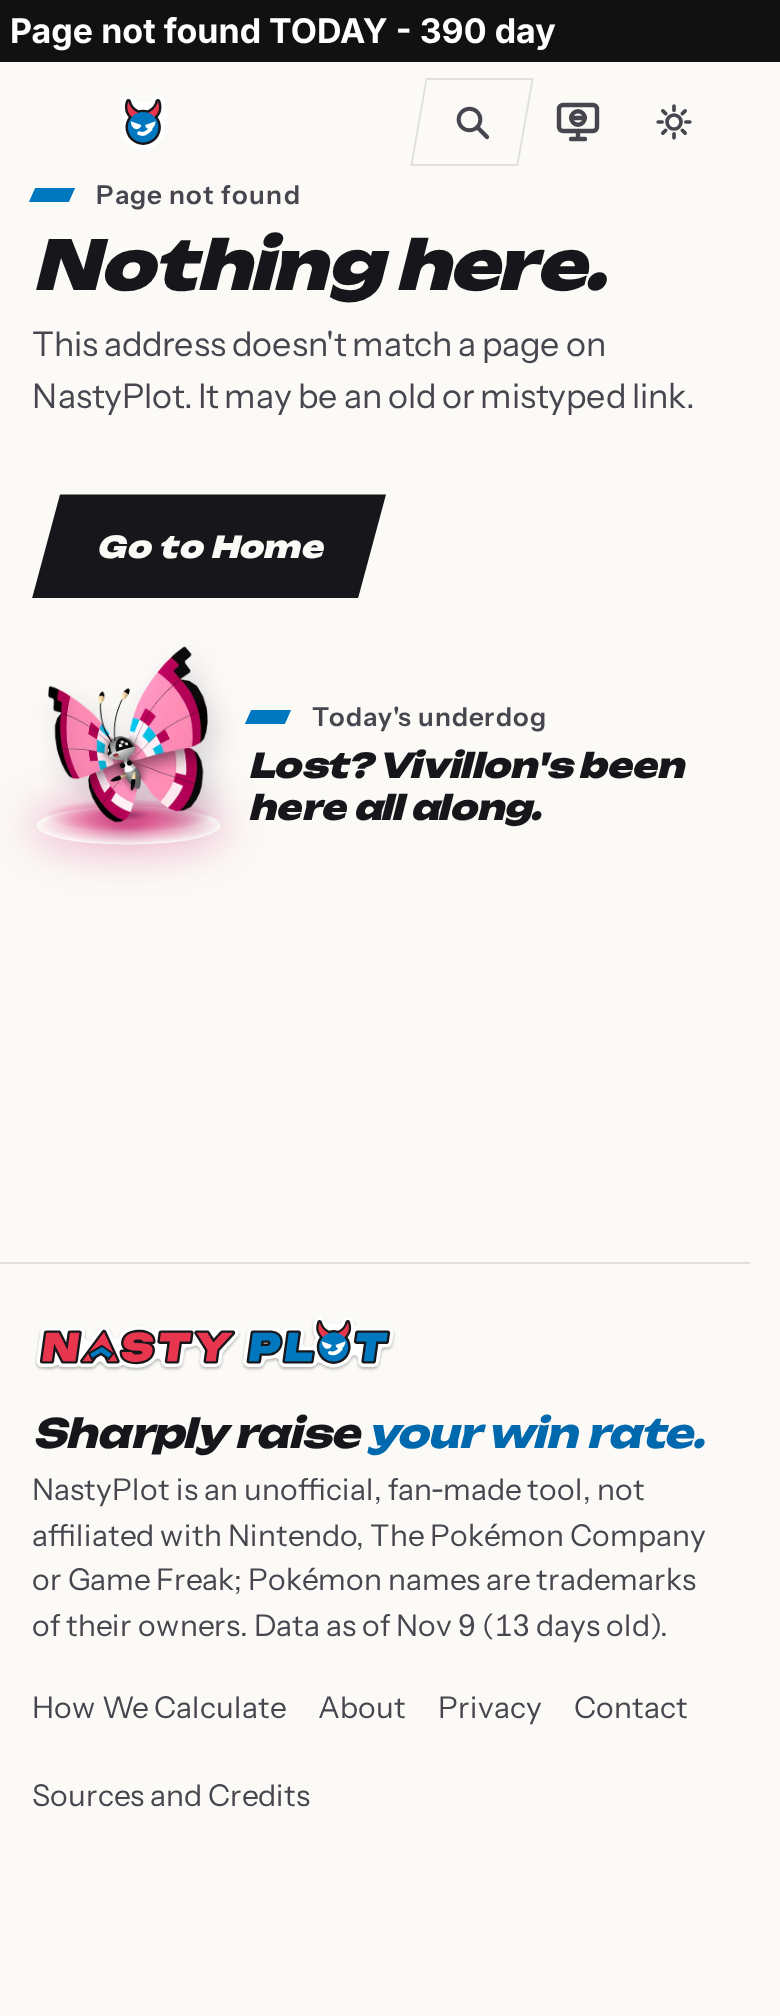 Page not found TODAY - 390 day
Page not found
Nothing here.
This address doesn't match a page on
NastyPlot. It may be an old or mistyped link.
Go to Home
Today's underdog
Lost? Vivillon's been
here all along.
NASTY PLOT
Sharply raise your win rate.
NastyPlot is an unofficial, fan-made tool, not
affiliated with Nintendo, The Pokémon Company
or Game Freak; Pokémon names are trademarks
of their owners. Data as of Nov 9 (13 days old).
How We Calculate About Privacy Contact
Sources and Credits